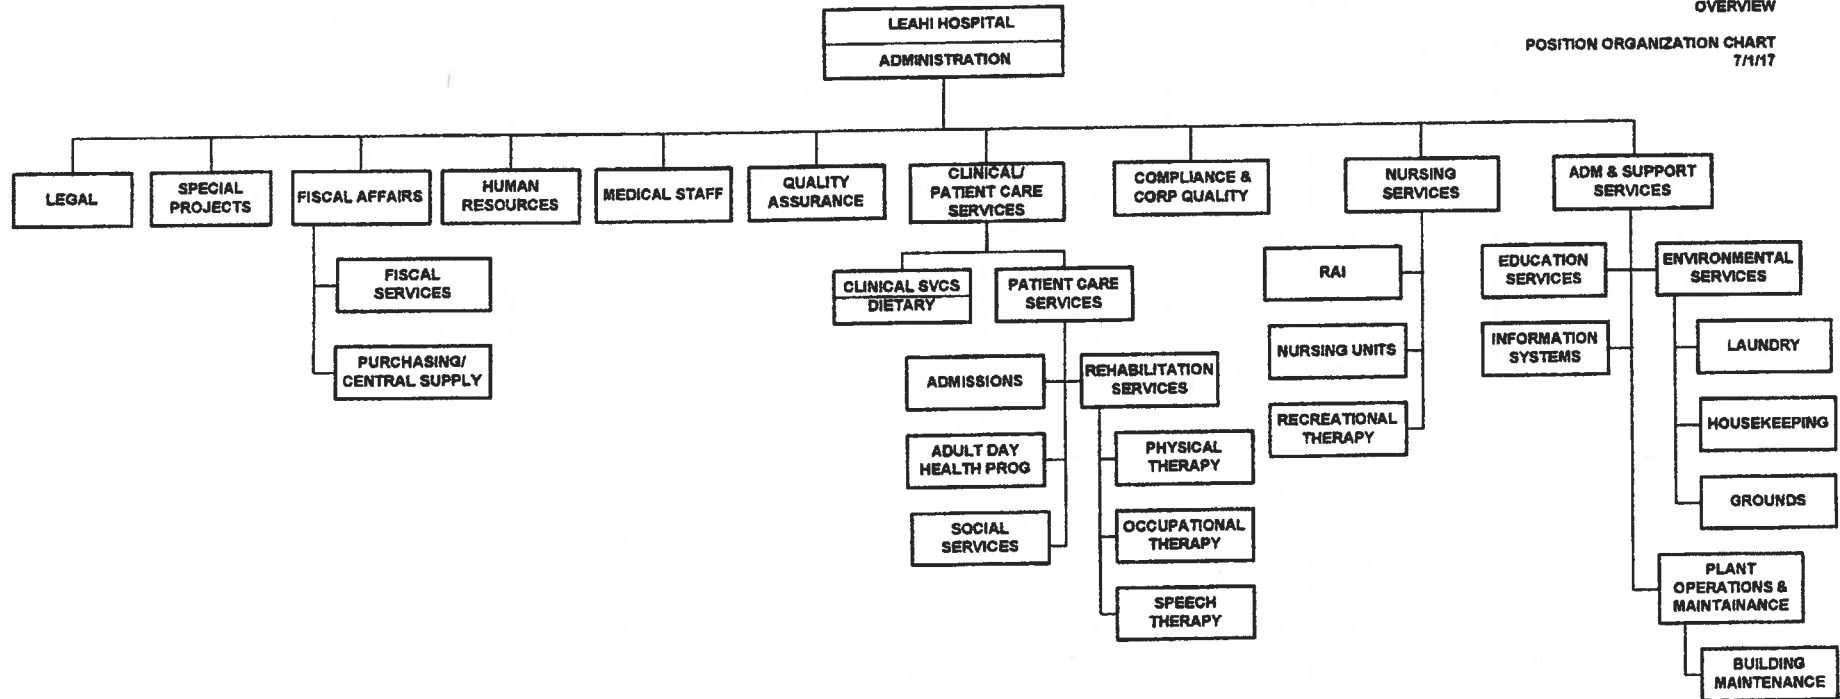 OVERVIEW
POSITION ORGANIZATION CHART
7/1/17
LEAHI HOSPITAL
ADMINISTRATION
LEGAL
SPECIAL
PROJECTS
FISCAL AFFAIRS
HUMAN
RESOURCES
MEDICAL STAFF
QUALITY
ASSURANCE
CLINICAL/
PATIENT CARE
SERVICES
COMPLIANCE &
CORP QUALITY
NURSING
SERVICES
ADM & SUPPORT
SERVICES
FISCAL
SERVICES
PURCHASING/
CENTRAL SUPPLY
CLINICAL SVCS
DIETARY
PATIENT CARE
SERVICES
ADMISSIONS
REHABILITATION
SERVICES
ADULT DAY
HEALTH PROG
SOCIAL
SERVICES
PHYSICAL
THERAPY
OCCUPATIONAL
THERAPY
SPEECH
THERAPY
RAI
NURSING UNITS
RECREATIONAL
THERAPY
EDUCATION
SERVICES
ENVIRONMENTAL
SERVICES
INFORMATION
SYSTEMS
LAUNDRY
HOUSEKEEPING
GROUNDS
PLANT
OPERATIONS &
MAINTAINANCE
BUILDING
MAINTENANCE